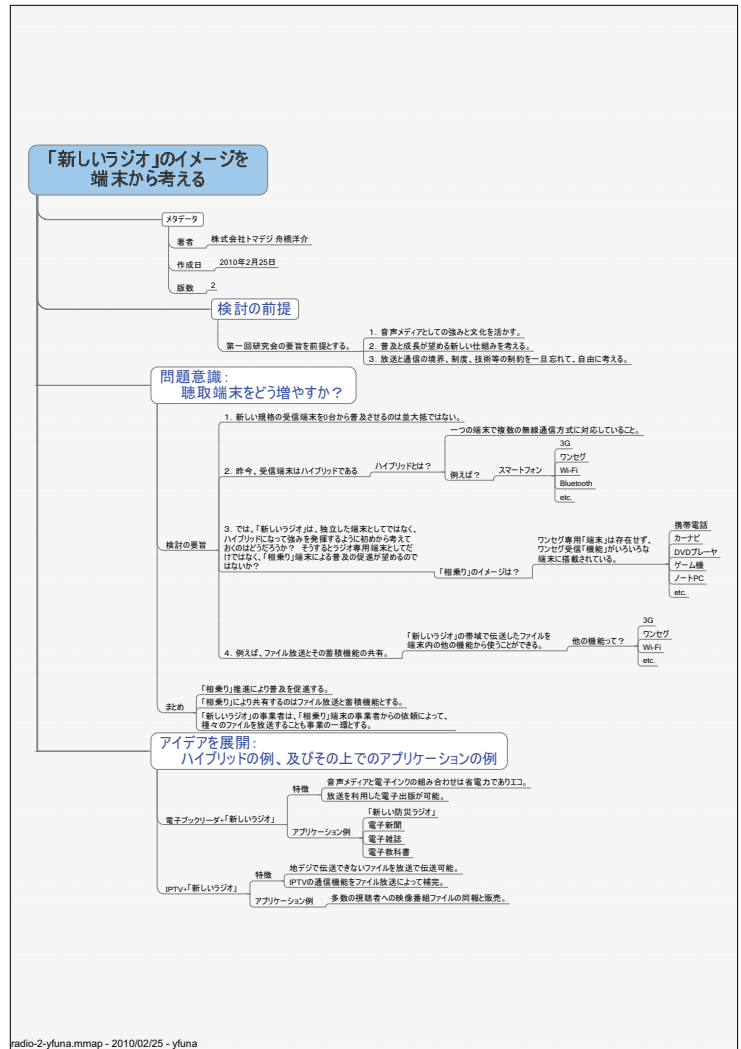 「新しいラジオ」のイメージを
端末から考える
メタデータ
著者
株式会社トマデジ 舟橋洋介
作成日
2010年2月25日
版数
2
検討の前提
第一回研究会の要旨を前提とする。
1. 音声メディアとしての強みと文化を活かす。
2. 普及と成長が望める新しい仕組みを考える。
3. 放送と通信の境界、制度、技術等の制約を一旦忘れて、自由に考える。
問題意識:
聴取端末をどう増やすか？
検討の要旨
1. 新しい規格の受信端末を0台から普及させるのは並大抵ではない。
2. 昨今、受信端末はハイブリッドである
ハイブリッドとは？
一つの端末で複数の無線通信方式に対応していること。
例えば？
スマートフォン
3G
ワンセグ
Wi-Fi
Bluetooth
etc.
3. では、「新しいラジオ」は、独立した端末としてではなく、
ハイブリッドになって強みを発揮するように初めから考えて
おくのはどうだろうか？ そうするとラジオ専用端末としてだ
けではなく、「相乗り」端末による普及の促進が望めるので
はないか？
「相乗り」のイメージは？
ワンセグ専用「端末」は存在せず、
ワンセグ受信「機能」がいろいろな
端末に搭載されている。
携帯電話
カーナビ
DVDプレーヤ
ゲーム機
ノートPC
etc.
4. 例えば、ファイル放送とその蓄積機能の共有。
「新しいラジオ」の帯域で伝送したファイルを
端末内の他の機能から使うことができる。
他の機能って？
3G
ワンセグ
Wi-Fi
etc.
まとめ
「相乗り」推進により普及を促進する。
「相乗り」により共有するのはファイル放送と蓄積機能とする。
「新しいラジオ」の事業者は、「相乗り」端末の事業者からの依頼によって、
種々のファイルを放送することも事業の一環とする。
アイデアを展開:
ハイブリッドの例、及びその上でのアプリケーションの例
電子ブックリーダ+「新しいラジオ」
特徴
音声メディアと電子インクの組み合わせは省電力でありエコ。
放送を利用した電子出版が可能。
アプリケーション例
「新しい防災ラジオ」
電子新聞
電子雑誌
電子教科書
IPTV+「新しいラジオ」
特徴
地デジで伝送できないファイルを放送で伝送可能。
IPTVの通信機能をファイル放送によって補完。
アプリケーション例
多数の視聴者への映像番組ファイルの同報と販売。
radio-2-yfuna.mmap - 2010/02/25 - yfuna